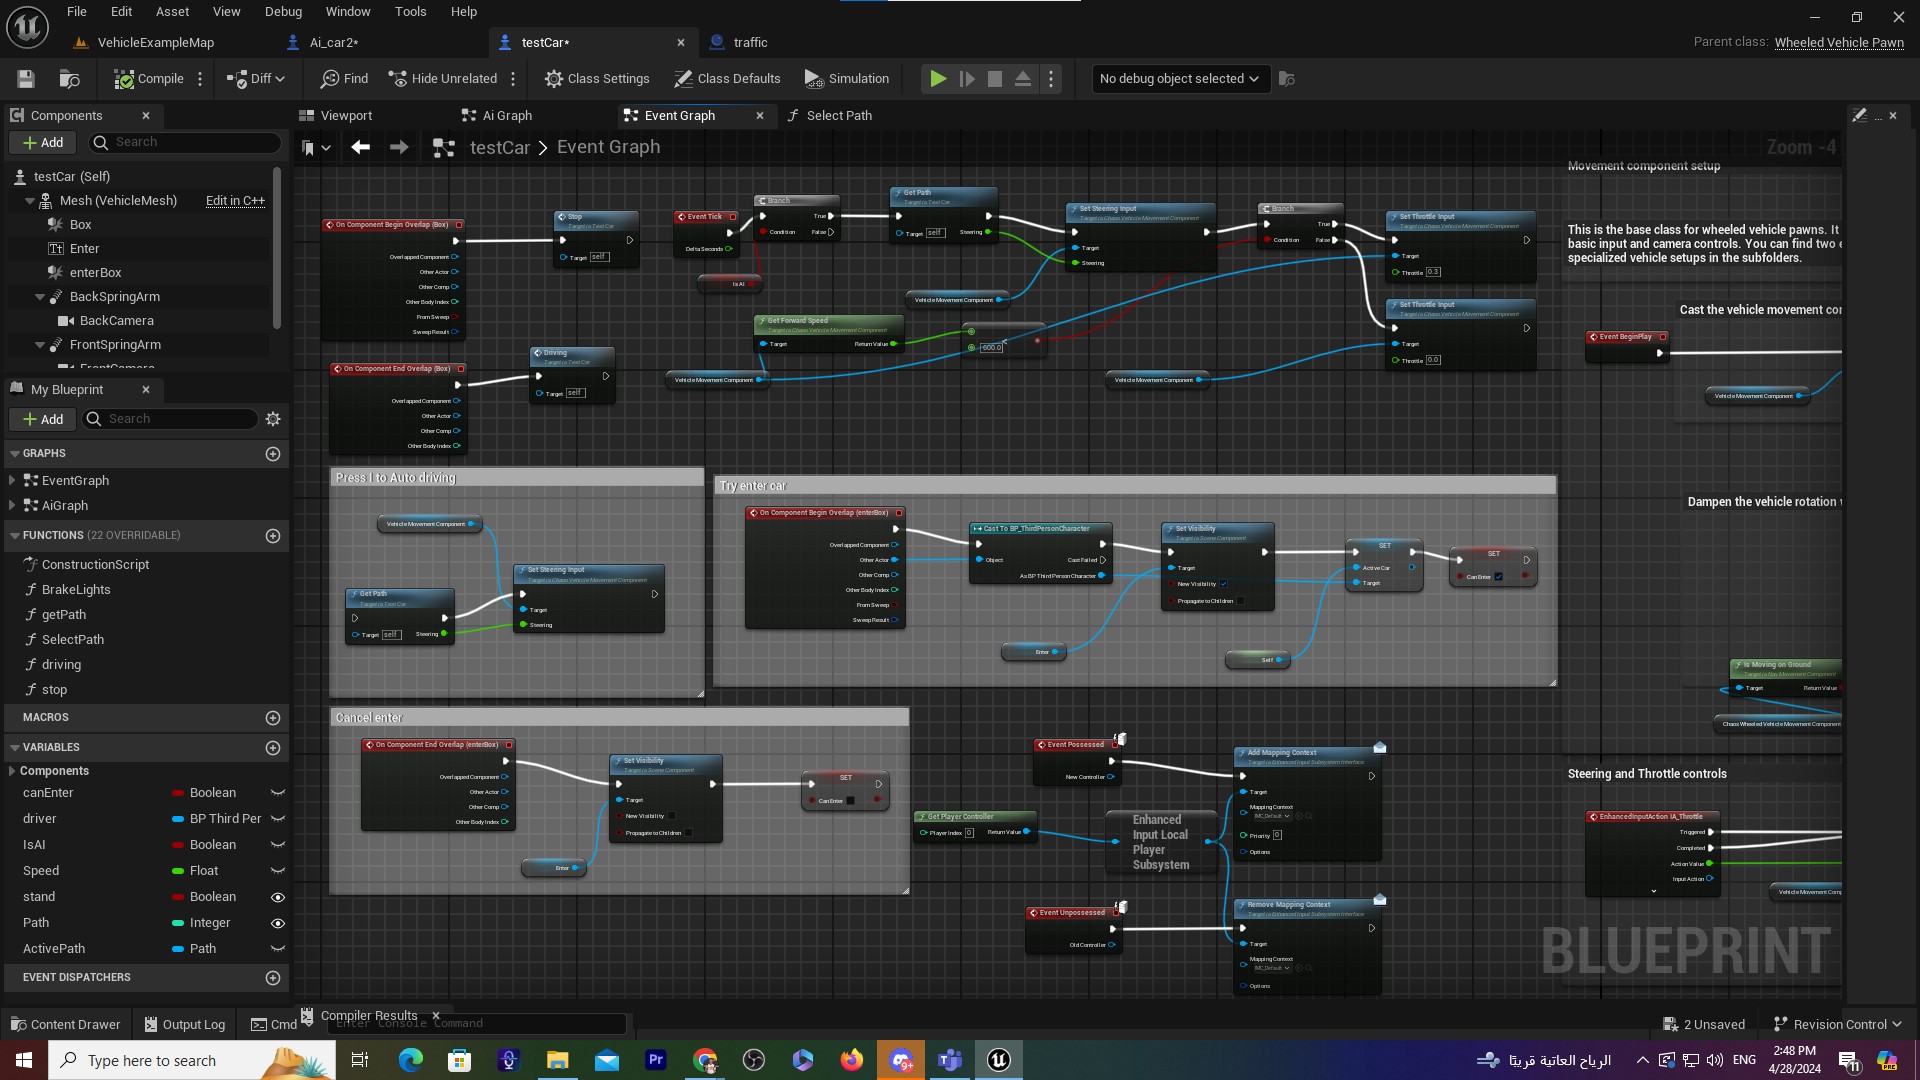 File Edit Asset View Debug Window Tools Help
VehicleExampleMap Ai_car2* testCar* traffic
Parent class: Wheeled Vehicle Pawn
Compile Diff Find Hide Unrelated Class Settings Class Defaults Simulation No debug object selected
Components
Viewport Ai Graph Event Graph Select Path
...
Add Search
testCar > Event Graph
Zoom -4
testCar (Self)
Mesh (VehicleMesh) Edit in C++
Box
Enter
enterBox
BackSpringArm
BackCamera
FrontSpringArm
My Blueprint
Add Search
GRAPHS
EventGraph
AiGraph
FUNCTIONS (22 OVERRIDABLE)
ConstructionScript
BrakeLights
getPath
SelectPath
driving
stop
MACROS
VARIABLES
Components
canEnter Boolean
driver BP Third Per
IsAI Boolean
Speed Float
stand Boolean
Path Integer
ActivePath Path
EVENT DISPATCHERS
On Component Begin Overlap (Box)
Overlapped Component
Other Actor
Other Comp
Other Body Index
From Sweep
Sweep Result
Stop
Target is Test Car
Target self
Event Tick
Delta Seconds
Branch
Condition True
False
Is AI
Get Path
Target is Test Car
Target self Steering
Set Steering Input
Target is Chaos Vehicle Movement Component
Target
Steering
Vehicle Movement Component
Branch
Condition True
False
Set Throttle Input
Target is Chaos Vehicle Movement Component
Target
Throttle 0.3
Set Throttle Input
Target is Chaos Vehicle Movement Component
Target
Throttle 0.0
Get Forward Speed
Target is Chaos Vehicle Movement Component
Target Return Value
600.0 <
Vehicle Movement Component
Vehicle Movement Component
On Component End Overlap (Box)
Overlapped Component
Other Actor
Other Comp
Other Body Index
Driving
Target is Test Car
Target self
Movement component setup
This is the base class for wheeled vehicle pawns. It
basic input and camera controls. You can find two e
specialized vehicle setups in the subfolders.
Cast the vehicle movement cor
Event BeginPlay
Vehicle Movement Component
Press I to Auto driving
Vehicle Movement Component
Get Path
Target is Test Car
Target self Steering
Set Steering Input
Target is Chaos Vehicle Movement Component
Target
Steering
Try enter car
On Component Begin Overlap (enterBox)
Overlapped Component
Other Actor
Other Comp
Other Body Index
From Sweep
Sweep Result
Cast To BP_ThirdPersonCharacter
Object Cast Failed
As BP Third Person Character
Set Visibility
Target is Scene Component
Target
New Visibility
Propagate to Children
Enter
SET
Active Car
Target
Self
SET
Can Enter
Dampen the vehicle rotation
Is Moving on Ground
Target is Nav Movement Component
Target Return Value
Chaos Wheeled Vehicle Movement Component
Cancel enter
On Component End Overlap (enterBox)
Overlapped Component
Other Actor
Other Comp
Other Body Index
Set Visibility
Target is Scene Component
Target
New Visibility
Propagate to Children
Enter
SET
Can Enter
Event Possessed
New Controller
Get Player Controller
Player Index 0 Return Value
Enhanced
Input Local
Player
Subsystem
Add Mapping Context
Target is Enhanced Input Subsystem Interface
Target
Mapping Context
IMC_Default
Priority 0
Options
Event Unpossessed
Old Controller
Remove Mapping Context
Target is Enhanced Input Subsystem Interface
Target
Mapping Context
IMC_Default
Options
Steering and Throttle controls
EnhancedInputAction IA_Throttle
Triggered
Completed
Action Value
Input Action
BLUEPRINT
Compiler Results
Content Drawer Output Log Cmd Enter Console Command
2 Unsaved Revision Control
Type here to search
Pr
9+
الرياح العاتية قريبًا
ENG
2:48 PM
4/28/2024
11
PRE